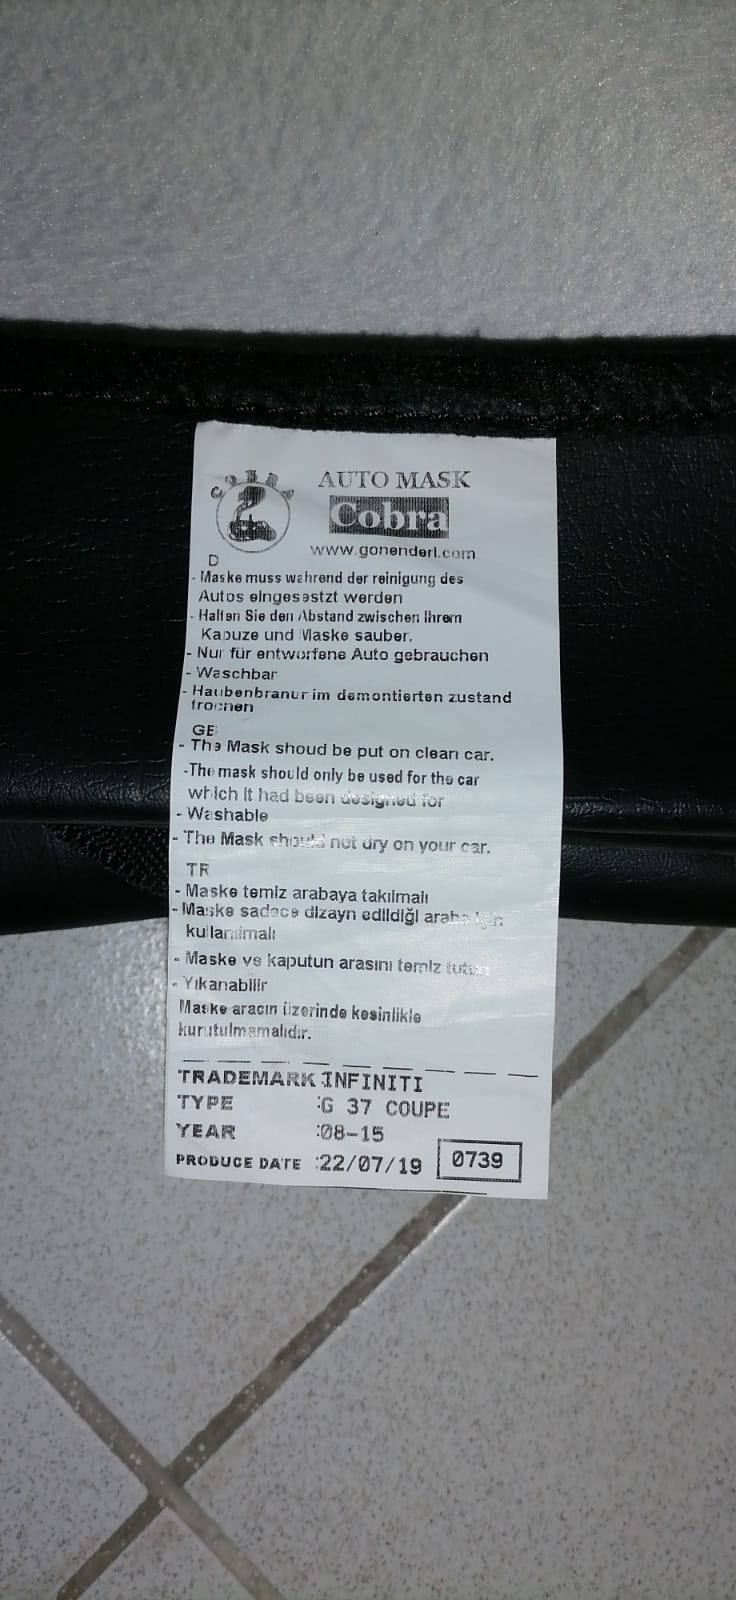 COBRA
AUTO MASK
Cobra
www.gonenderi.com
D
- Maske muss wahrend der reinigung des
Autos eingesestzt werden
- Halten Sie den Abstand zwischen Ihrem
Kapuze und Maske sauber.
- Nur für entworfene Auto gebrauchen
- Waschbar
- Haubenbranur im demontierten zustand
trocnen
GB
- The Mask shoud be put on clean car.
-The mask should only be used for the car
which it had been designed for
- Washable
- The Mask should not dry on your car.
TR
- Maske temiz arabaya takılmalı
- Maske sadece dizayn edildiği araba için
kullanılmalı
- Maske ve kaputun arasını temiz tutun
- Yıkanabilir
Maske aracın üzerinde kesinlikle
kurutulmamalıdır.
TRADEMARK :INFINITI
TYPE :G 37 COUPE
YEAR :08-15
PRODUCE DATE :22/07/19 0739